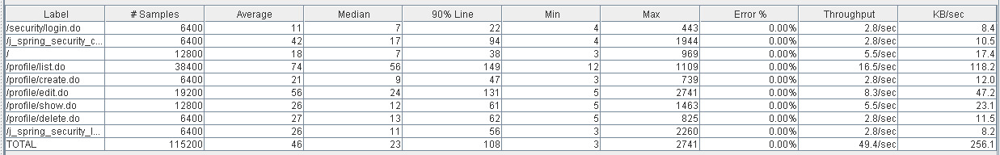 Label # Samples Average Median 90% Line Min Max Error % Throughput KB/sec
/security/login.do 6400 11 7 22 4 443 0.00% 2.8/sec 8.4
/j_spring_security_c... 6400 42 17 94 4 1944 0.00% 2.8/sec 10.5
/ 12800 18 7 38 3 969 0.00% 5.5/sec 17.4
/profile/list.do 38400 74 56 149 12 1109 0.00% 16.5/sec 118.2
/profile/create.do 6400 21 9 47 3 739 0.00% 2.8/sec 12.0
/profile/edit.do 19200 56 24 131 5 2741 0.00% 8.3/sec 47.2
/profile/show.do 12800 26 12 61 5 1463 0.00% 5.5/sec 23.1
/profile/delete.do 6400 27 13 62 5 825 0.00% 2.8/sec 11.5
/j_spring_security_l... 6400 26 11 56 3 2260 0.00% 2.8/sec 8.2
TOTAL 115200 46 23 108 3 2741 0.00% 49.4/sec 256.1